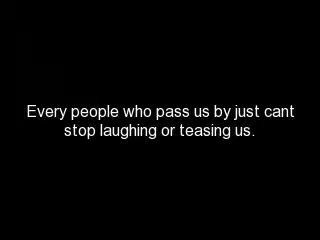 Every people who pass us by just cant
stop laughing or teasing us.